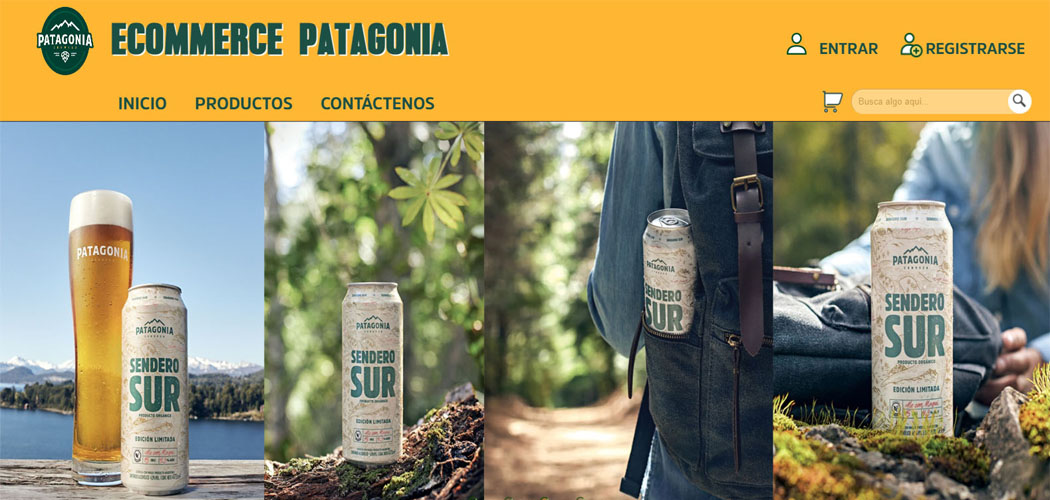 PATAGONIA
ECOMMERCE PATAGONIA
ENTRAR
REGISTRARSE
INICIO
PRODUCTOS
CONTÁCTENOS
Busca algo aquí...
PATAGONIA
PATAGONIA
SENDERO
SUR
PRODUCTO ORGÁNICO
EDICIÓN LIMITADA
PATAGONIA
SENDERO
SUR
EDICIÓN LIMITADA
PATAGONIA
SENDERO
SUR
PATAGONIA
CERVEZA
SENDERO
SUR
PRODUCTO ORGÁNICO
EDICIÓN LIMITADA